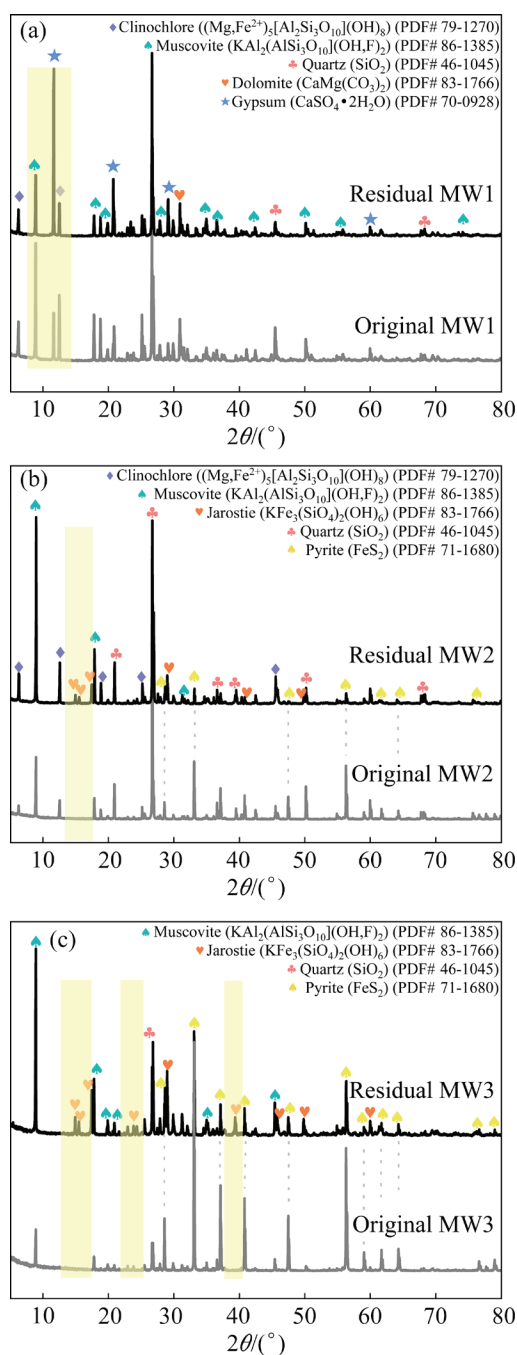 (a)
Clinochlore ((Mg,Fe²⁺)₅[Al₂Si₃O₁₀](OH)₈) (PDF# 79-1270)
Muscovite (KAl₂(AlSi₃O₁₀](OH,F)₂) (PDF# 86-1385)
Quartz (SiO₂) (PDF# 46-1045)
Dolomite (CaMg(CO₃)₂) (PDF# 83-1766)
Gypsum (CaSO₄•2H₂O) (PDF# 70-0928)
Residual MW1
Original MW1
10 20 30 40 50 60 70 80
2θ/(°)
(b)
Clinochlore ((Mg,Fe²⁺)₅[Al₂Si₃O₁₀](OH)₈) (PDF# 79-1270)
Muscovite (KAl₂(AlSi₃O₁₀](OH,F)₂) (PDF# 86-1385)
Jarostie (KFe₃(SiO₄)₂(OH)₆ (PDF# 83-1766)
Quartz (SiO₂) (PDF# 46-1045)
Pyrite (FeS₂) (PDF# 71-1680)
Residual MW2
Original MW2
10 20 30 40 50 60 70 80
2θ/(°)
(c)
Muscovite (KAl₂(AlSi₃O₁₀](OH,F)₂) (PDF# 86-1385)
Jarostie (KFe₃(SiO₄)₂(OH)₆ (PDF# 83-1766)
Quartz (SiO₂) (PDF# 46-1045)
Pyrite (FeS₂) (PDF# 71-1680)
Residual MW3
Original MW3
10 20 30 40 50 60 70 80
2θ/(°)